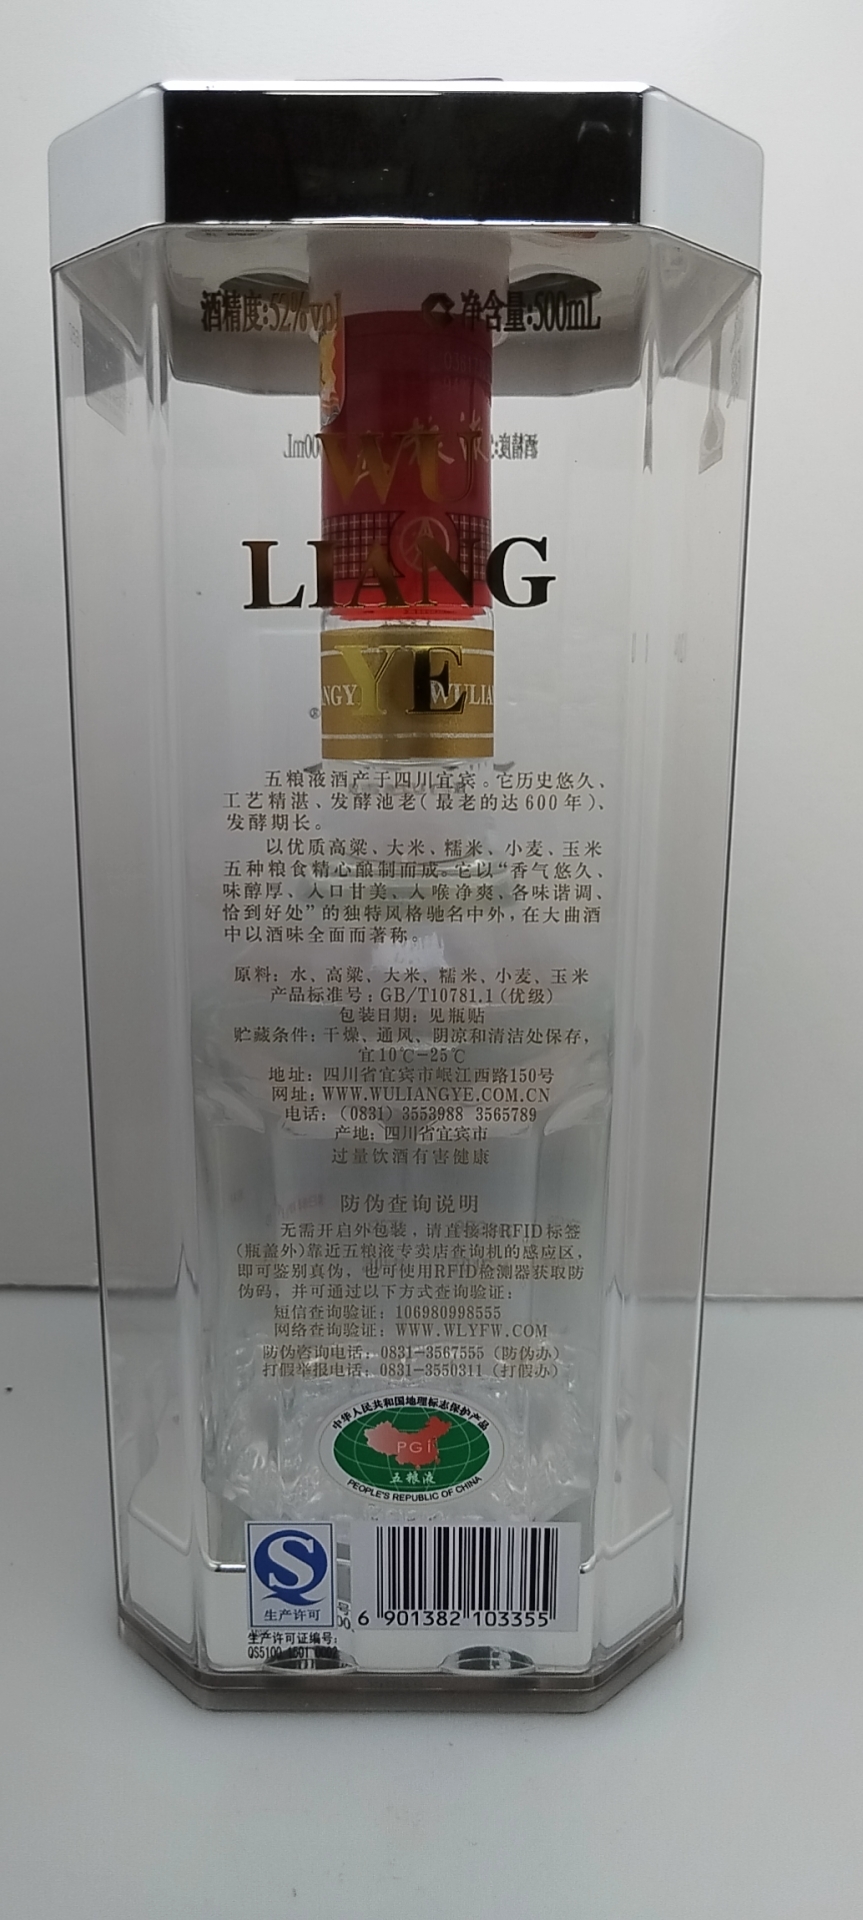 酒精度:52%vol 净含量:500mL
WU
LIANG
YE
五粮液酒产于四川宜宾。它历史悠久、
工艺精湛、发酵池老(最老的达600年)、
发酵期长。
以优质高粱、大米、糯米、小麦、玉米
五种粮食精心酿制而成。它以“香气悠久、
味醇厚、入口甘美、入喉净爽、各味谐调、
恰到好处”的独特风格驰名中外,在大曲酒
中以酒味全面而著称。
原料:水、高粱、大米、糯米、小麦、玉米
产品标准号:GB/T10781.1(优级)
包装日期:见瓶贴
贮藏条件:干燥、通风、阴凉和清洁处保存,
宜10℃-25℃
地址:四川省宜宾市岷江西路150号
网址:WWW.WULIANGYE.COM.CN
电话:(0831) 3553988 3565789
产地:四川省宜宾市
过量饮酒有害健康
防伪查询说明
无需开启外包装,请直接将RFID标签
(瓶盖外)靠近五粮液专卖店查询机的感应区,
即可鉴别真伪,也可使用RFID检测器获取防
伪码,并可通过以下方式查询验证:
短信查询验证:106980998555
网络查询验证:WWW.WLYFW.COM
防伪咨询电话:0831-3567555(防伪办)
打假举报电话:0831-3550311(打假办)
中华人民共和国地理标志保护产品
PGI
五粮液
PEOPLE'S REPUBLIC OF CHINA
生产许可
6 901382 103355
生产许可证编号:
QS5100 1501 0002